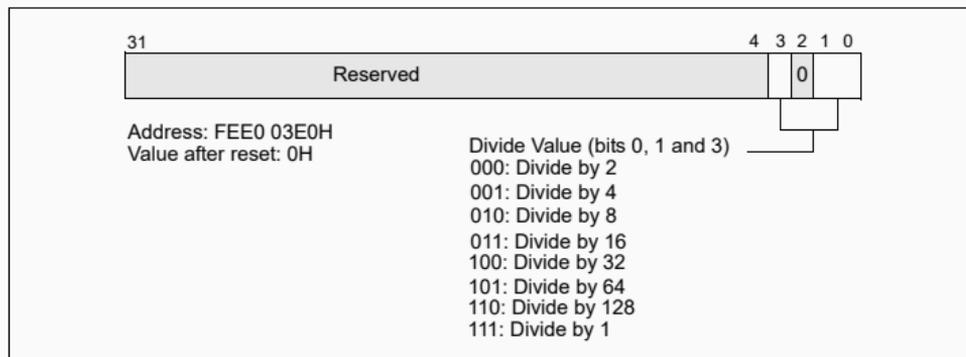 31 4 3 2 1 0
Reserved 0
Address: FEE0 03E0H
Value after reset: 0H
Divide Value (bits 0, 1 and 3)
000: Divide by 2
001: Divide by 4
010: Divide by 8
011: Divide by 16
100: Divide by 32
101: Divide by 64
110: Divide by 128
111: Divide by 1